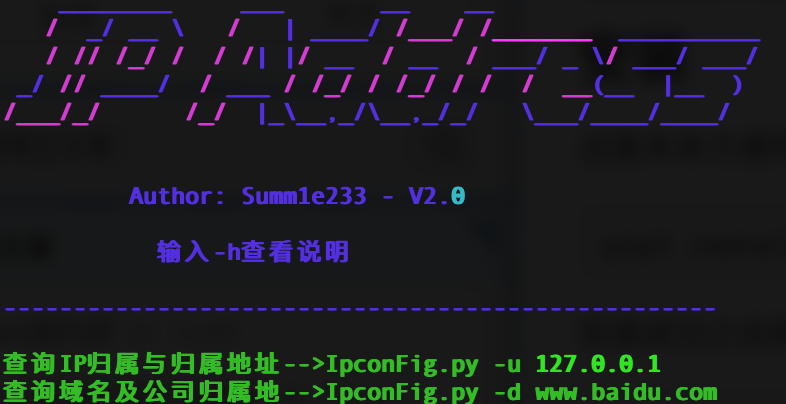 IP Address
Author: Summ1e233 - V2.0
输入-h查看说明
------------------------------------------------------
查询IP归属与归属地址-->IpconFig.py -u 127.0.0.1
查询域名及公司归属地-->IpconFig.py -d www.baidu.com